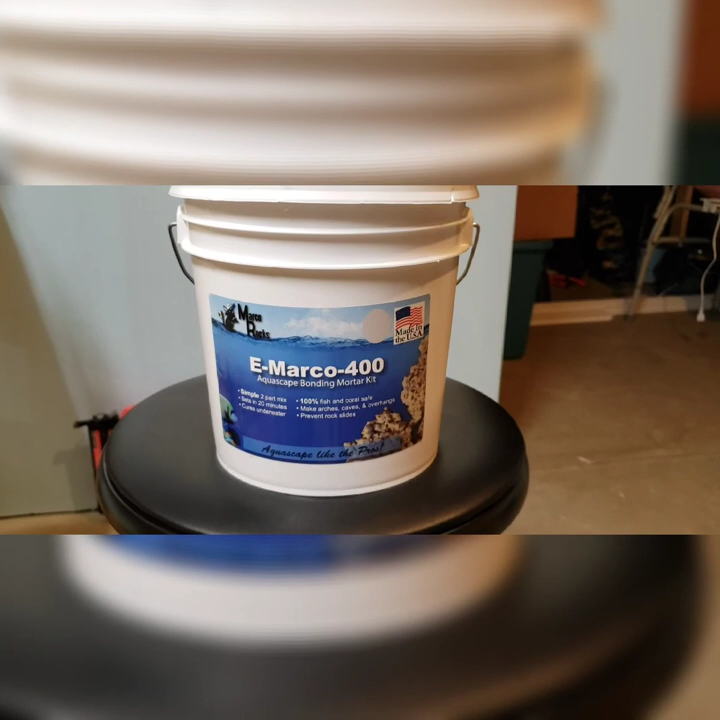 Marco
Rocks
Made In
the U.S.A.
E-Marco-400
Aquascape Bonding Mortar Kit
• Simple 2 part mix
• Sets in 20 minutes
• Cures underwater
• 100% fish and coral safe
• Make arches, caves, & overhangs
• Prevent rock slides
Aquascape like the Pros!